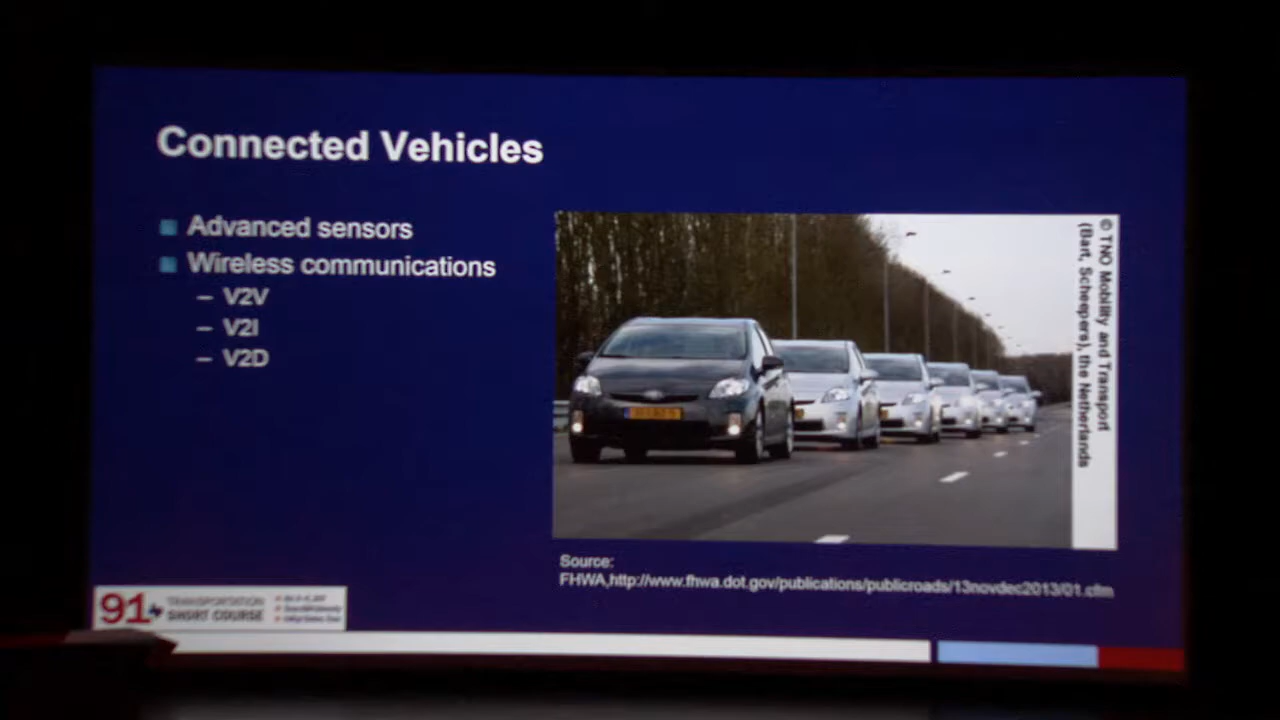 Connected Vehicles
Advanced sensors
Wireless communications
– V2V
– V2I
– V2D
© TNO Mobility and Transport
(Bart, Scheepers), the Netherlands
Source:
FHWA,http://www.fhwa.dot.gov/publications/publicroads/13novdec2013/01.cfm
91
TRANSPORTATION
SHORT COURSE